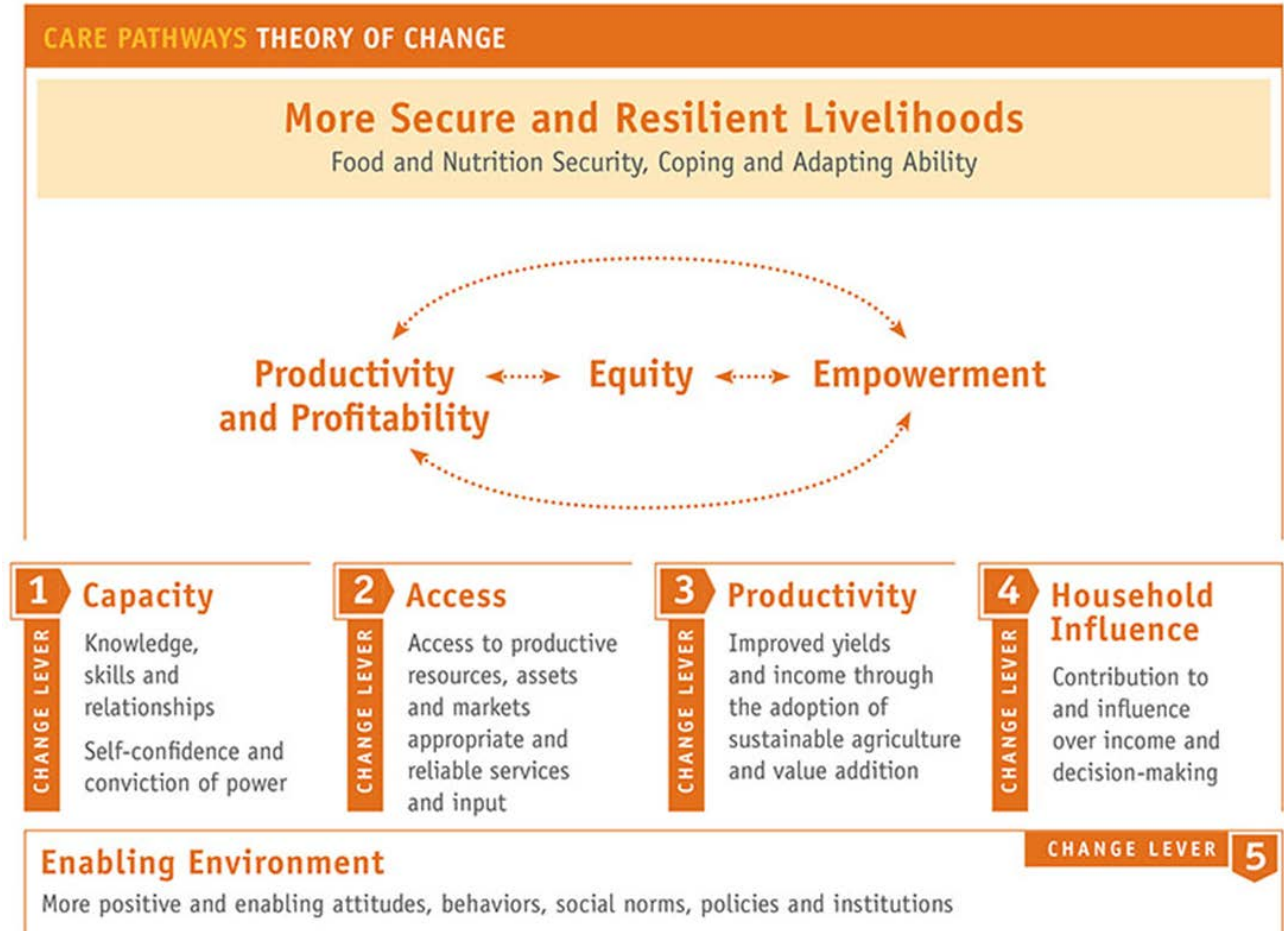 CARE PATHWAYS THEORY OF CHANGE
More Secure and Resilient Livelihoods
Food and Nutrition Security, Coping and Adapting Ability
Productivity
and Profitability
Equity
Empowerment
1
CHANGE LEVER
Capacity
Knowledge,
skills and
relationships
Self-confidence and
conviction of power
2
CHANGE LEVER
Access
Access to productive
resources, assets
and markets
appropriate and
reliable services
and input
3
CHANGE LEVER
Productivity
Improved yields
and income through
the adoption of
sustainable agriculture
and value addition
4
CHANGE LEVER
Household
Influence
Contribution to
and influence
over income and
decision-making
CHANGE LEVER 5
Enabling Environment
More positive and enabling attitudes, behaviors, social norms, policies and institutions